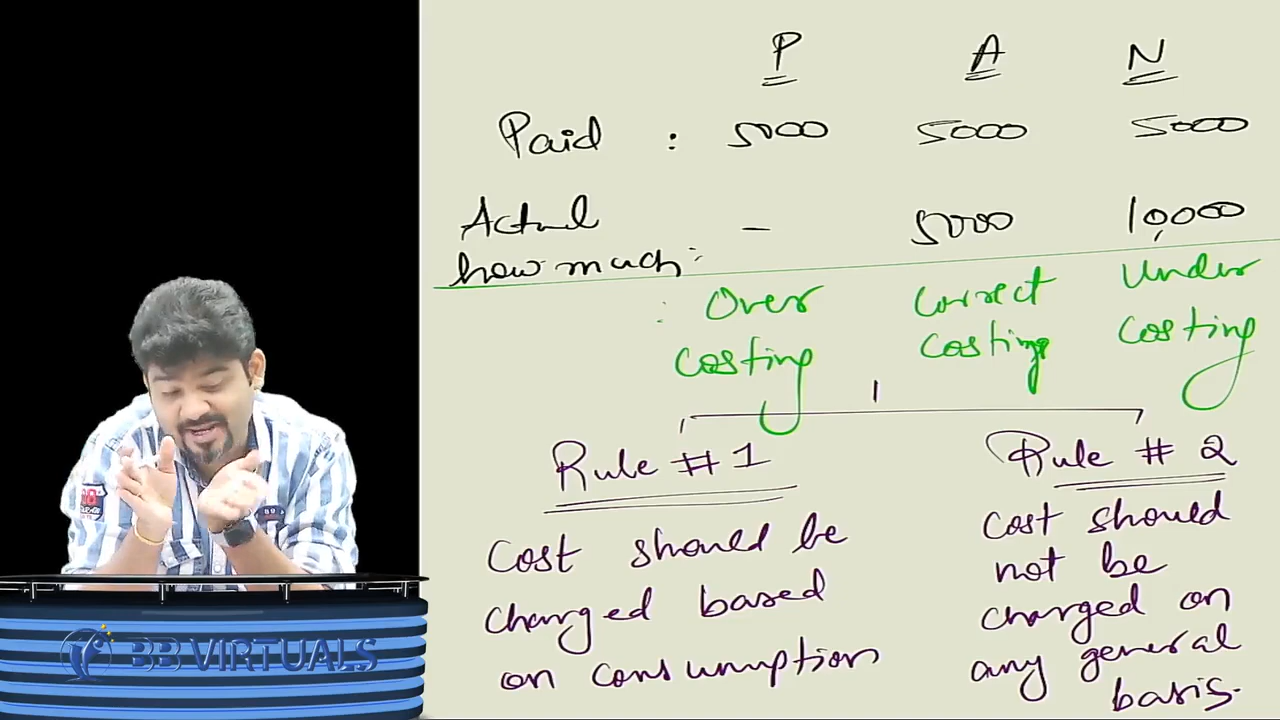 P A N
Paid : 5000 5000 5000
Actual
how much : - 5000 10,000
: Over Correct Under
Costing Costing Costing
Rule #1 Rule # 2
Cost should be
charged based
on consumption
Cost should
not be
charged on
any general
basis.
BB VIRTUALS